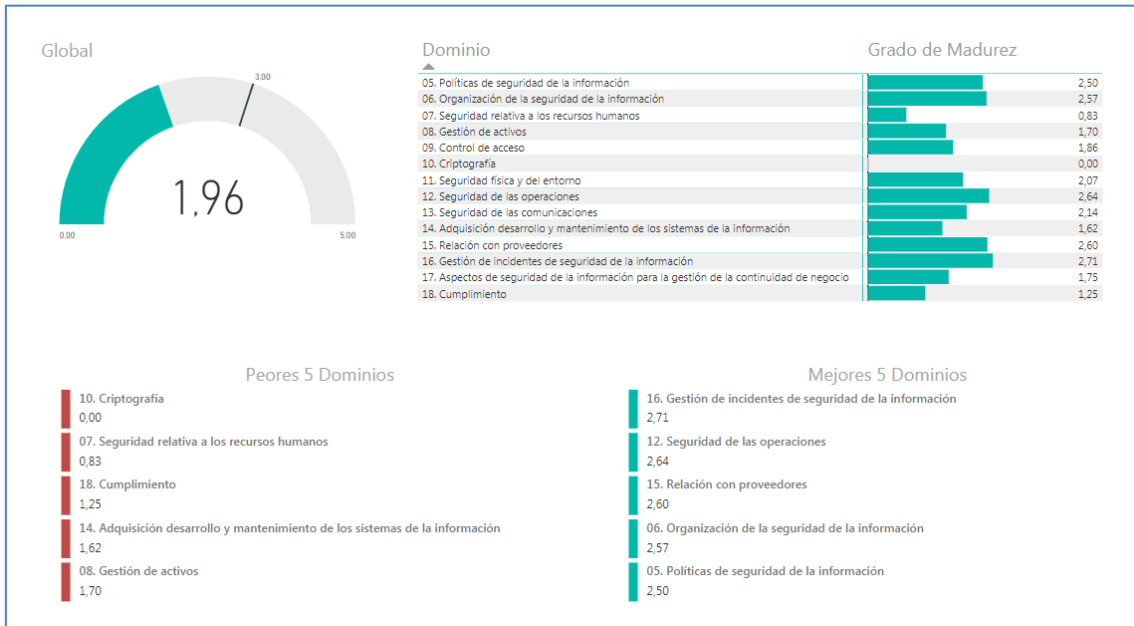 Global
3.00
1,96
0.00
5.00
Dominio
Grado de Madurez
05. Políticas de seguridad de la información 2,50
06. Organización de la seguridad de la información 2,57
07. Seguridad relativa a los recursos humanos 0,83
08. Gestión de activos 1,70
09. Control de acceso 1,86
10. Criptografía 0,00
11. Seguridad física y del entorno 2,07
12. Seguridad de las operaciones 2,64
13. Seguridad de las comunicaciones 2,14
14. Adquisición desarrollo y mantenimiento de los sistemas de la información 1,62
15. Relación con proveedores 2,60
16. Gestión de incidentes de seguridad de la información 2,71
17. Aspectos de seguridad de la información para la gestión de la continuidad de negocio 1,75
18. Cumplimiento 1,25
Peores 5 Dominios
10. Criptografía
0,00
07. Seguridad relativa a los recursos humanos
0,83
18. Cumplimiento
1,25
14. Adquisición desarrollo y mantenimiento de los sistemas de la información
1,62
08. Gestión de activos
1,70
Mejores 5 Dominios
16. Gestión de incidentes de seguridad de la información
2,71
12. Seguridad de las operaciones
2,64
15. Relación con proveedores
2,60
06. Organización de la seguridad de la información
2,57
05. Políticas de seguridad de la información
2,50